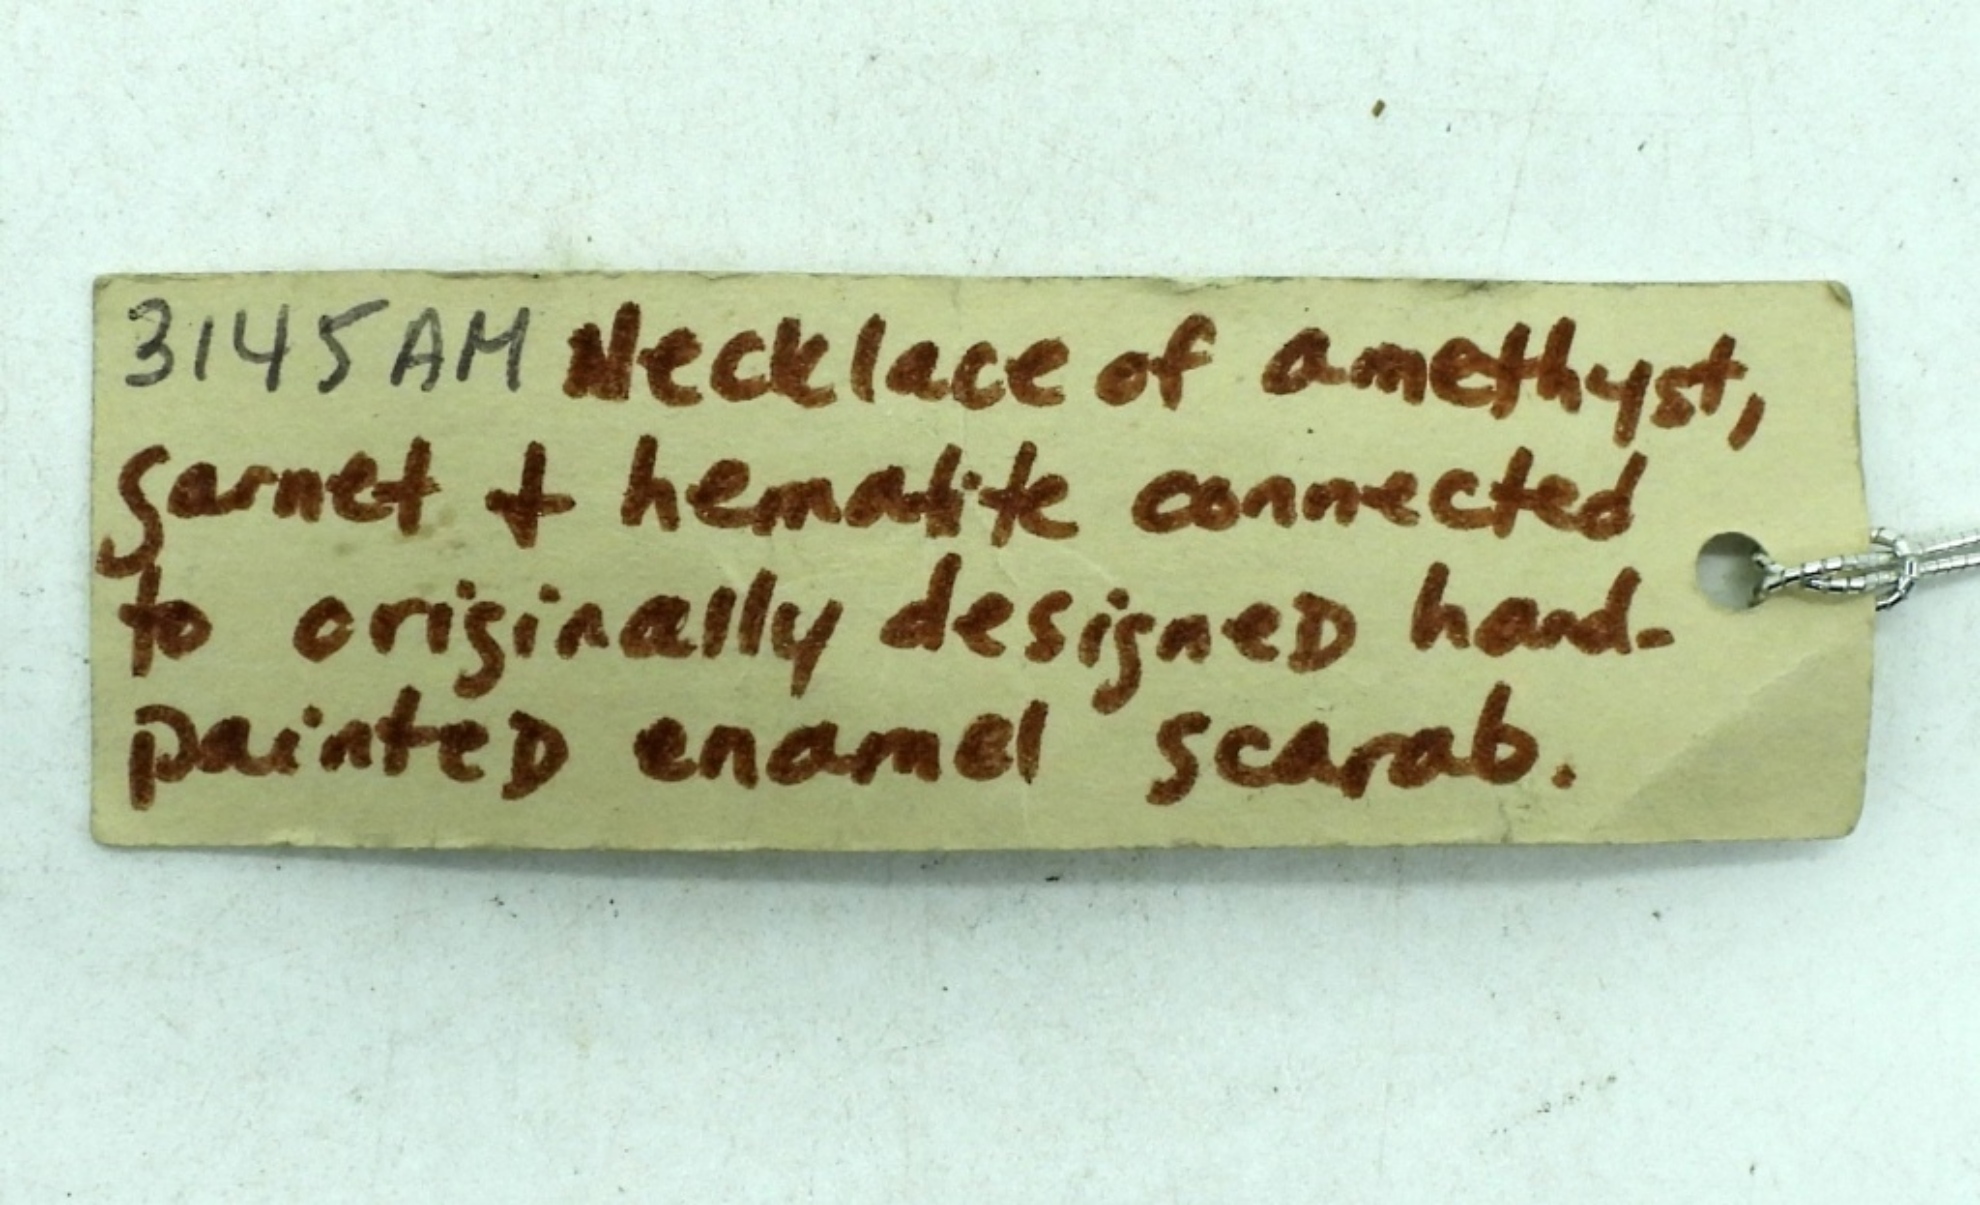 3145AM Necklace of amethyst,
garnet + hematite connected
to originally designed hand-
painted enamel scarab.